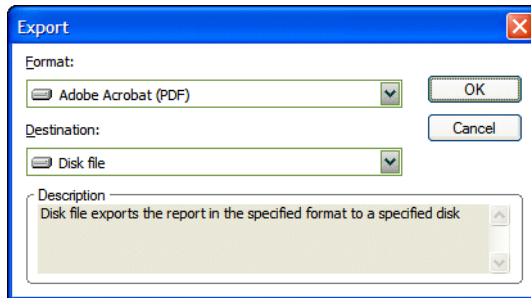 Export
Format:
Adobe Acrobat (PDF)
OK
Destination:
Cancel
Disk file
Description
Disk file exports the report in the specified format to a specified disk